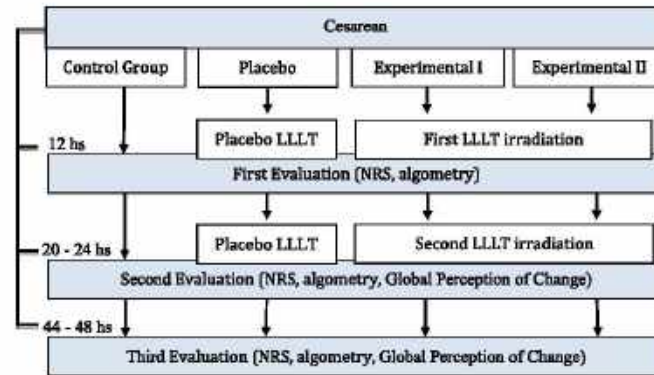 Cesarean
Control Group Placebo Experimental I Experimental II
Placebo LLLT First LLLT irradiation
12 hs
First Evaluation (NRS, algometry)
Placebo LLLT Second LLLT irradiation
20 - 24 hs
Second Evaluation (NRS, algometry, Global Perception of Change)
44 - 48 hs
Third Evaluation (NRS, algometry, Global Perception of Change)